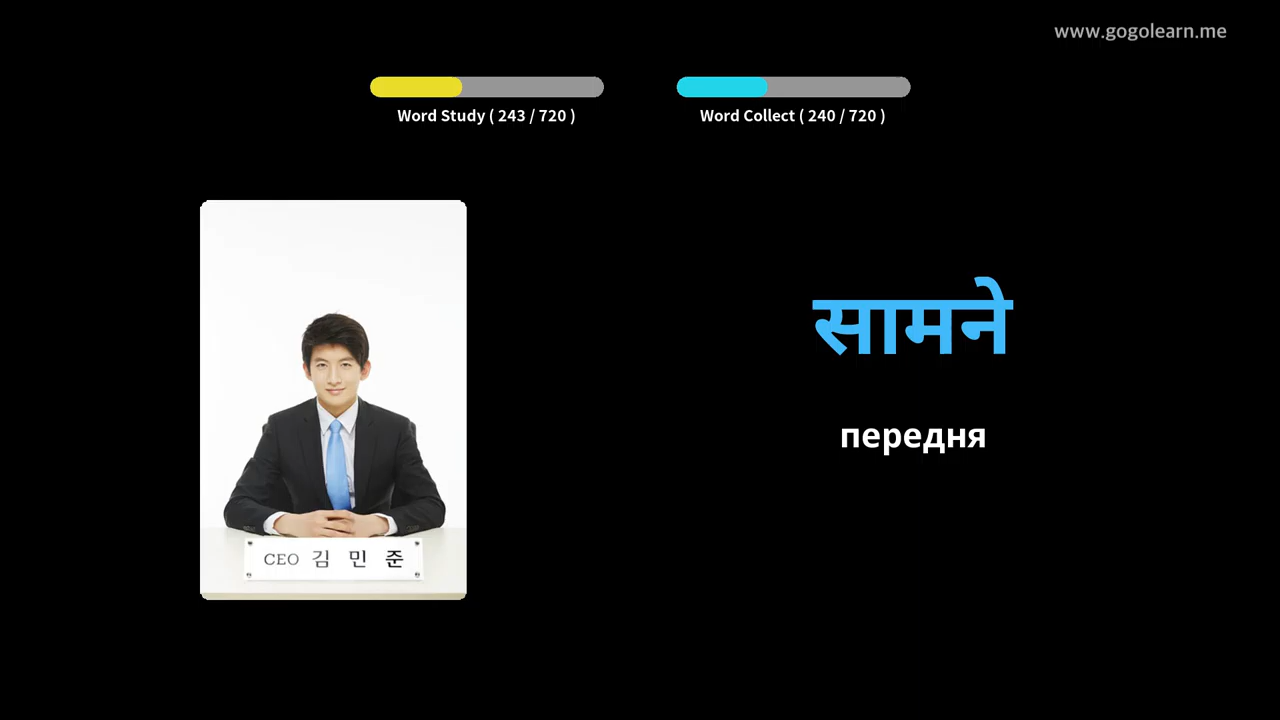 www.gogolearn.me
Word Study ( 243 / 720 )
Word Collect ( 240 / 720 )
सामने
передня
CEO 김 민 준